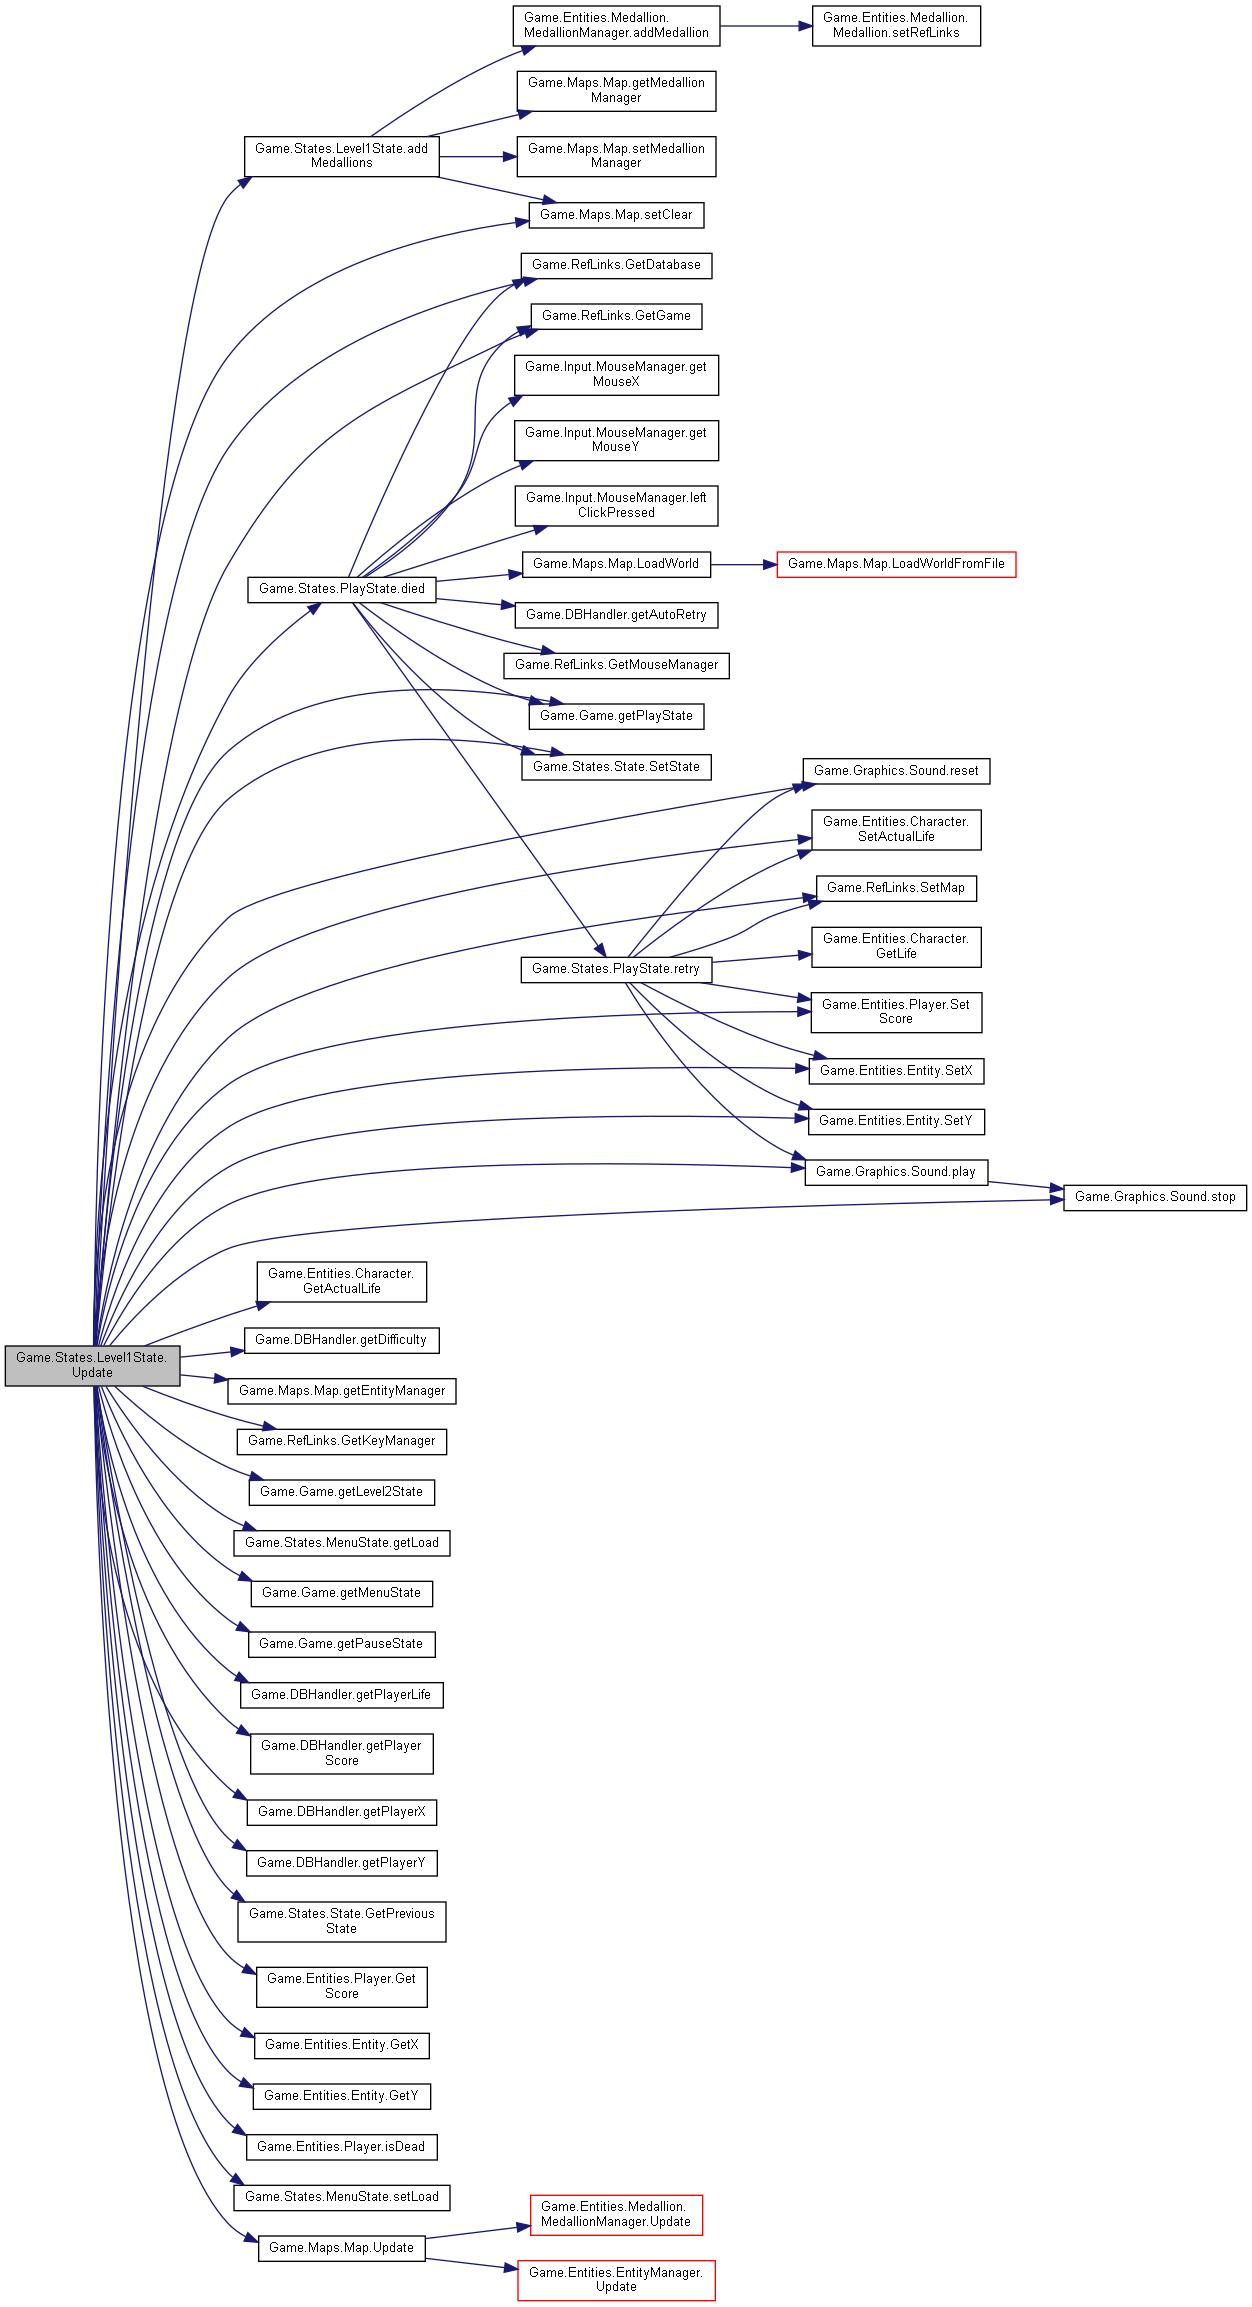 Game.Entities.Medallion.
MedallionManager.addMedallion
Game.Entities.Medallion.
Medallion.setRefLinks
Game.Maps.Map.getMedallion
Manager
Game.States.Level1State.add
Medallions
Game.Maps.Map.setMedallion
Manager
Game.Maps.Map.setClear
Game.RefLinks.GetDatabase
Game.RefLinks.GetGame
Game.Input.MouseManager.get
MouseX
Game.Input.MouseManager.get
MouseY
Game.Input.MouseManager.left
ClickPressed
Game.Maps.Map.LoadWorld
Game.Maps.Map.LoadWorldFromFile
Game.States.PlayState.died
Game.DBHandler.getAutoRetry
Game.RefLinks.GetMouseManager
Game.Game.getPlayState
Game.States.State.SetState
Game.Graphics.Sound.reset
Game.Entities.Character.
SetActualLife
Game.RefLinks.SetMap
Game.Entities.Character.
GetLife
Game.States.PlayState.retry
Game.Entities.Player.Set
Score
Game.Entities.Entity.SetX
Game.Entities.Entity.SetY
Game.Graphics.Sound.play
Game.Graphics.Sound.stop
Game.Entities.Character.
GetActualLife
Game.DBHandler.getDifficulty
Game.States.Level1State.
Update
Game.Maps.Map.getEntityManager
Game.RefLinks.GetKeyManager
Game.Game.getLevel2State
Game.States.MenuState.getLoad
Game.Game.getMenuState
Game.Game.getPauseState
Game.DBHandler.getPlayerLife
Game.DBHandler.getPlayer
Score
Game.DBHandler.getPlayerX
Game.DBHandler.getPlayerY
Game.States.State.GetPrevious
State
Game.Entities.Player.Get
Score
Game.Entities.Entity.GetX
Game.Entities.Entity.GetY
Game.Entities.Player.isDead
Game.States.MenuState.setLoad
Game.Entities.Medallion.
MedallionManager.Update
Game.Maps.Map.Update
Game.Entities.EntityManager.
Update